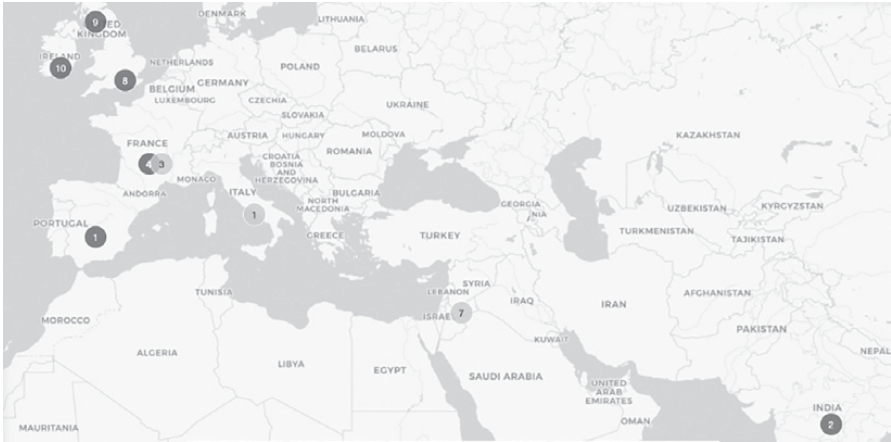 DENMARK
LITHUANIA
9
UNITED
KINGDOM
BELARUS
IRELAND
NETHERLANDS
POLAND
10
8
GERMANY
BELGIUM
LUXEMBOURG
CZECHIA
UKRAINE
SLOVAKIA
AUSTRIA
HUNGARY
MOLDOVA
KAZAKHSTAN
FRANCE
ROMANIA
4
3
CROATIA
BOSNIA
AND
HERZEGOVINA
MONACO
ANDORRA
ITALY
BULGARIA
NORTH
MACEDONIA
GEORGIA
NIA
UZBEKISTAN
KYRGYZSTAN
1
PORTUGAL
1
GREECE
TURKEY
TURKMENISTAN
TAJIKISTAN
SYRIA
TUNISIA
LEBANON
IRAQ
IRAN
AFGHANISTAN
ISRAE
7
MOROCCO
PAKISTAN
KUWAIT
NEPAL
ALGERIA
LIBYA
EGYPT
SAUDI ARABIA
UNITED
ARAB
EMIRATES
INDIA
OMAN
2
MAURITANIA